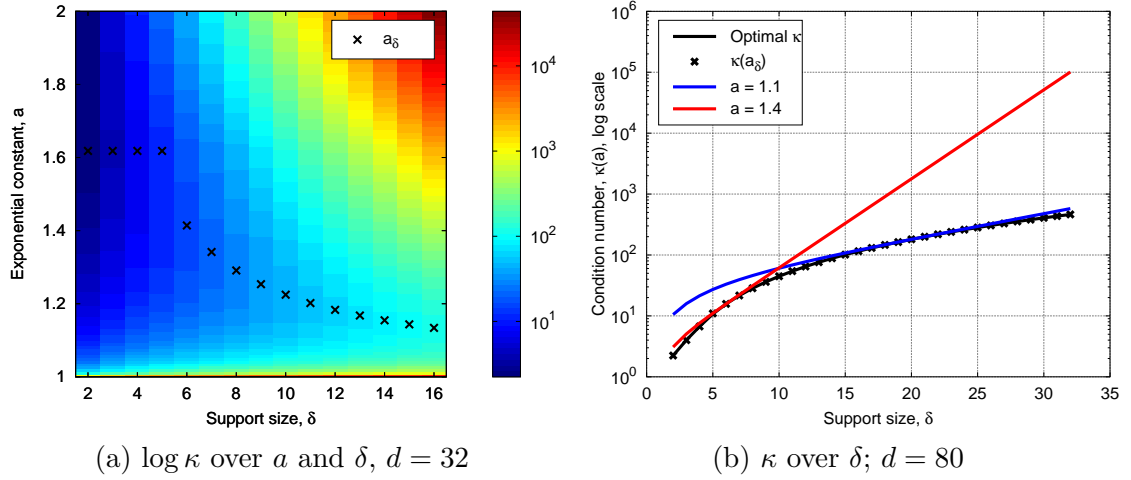 2
1.8
1.6
1.4
1.2
1
Exponential constant, a
2 4 6 8 10 12 14 16
Support size, δ
a_δ
10^4
10^3
10^2
10^1
(a) log κ over a and δ, d = 32
10^6
10^5
10^4
10^3
10^2
10^1
10^0
Condition number, κ(a), log scale
0 5 10 15 20 25 30 35
Support size, δ
Optimal κ
κ(a_δ)
a = 1.1
a = 1.4
(b) κ over δ; d = 80